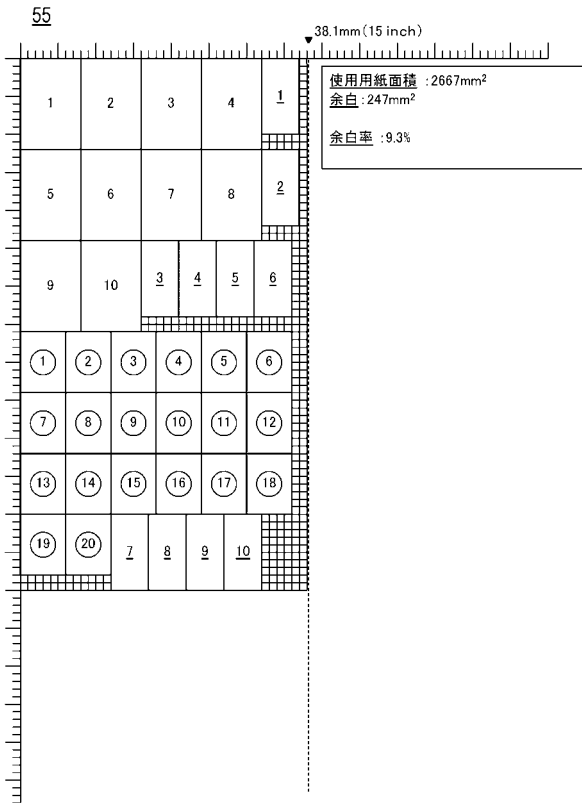 55
38.1mm(15 inch)
使用用紙面積 :2667mm²
余白:247mm²
余白率 :9.3%
1 2 3 4 1
5 6 7 8 2
9 10 3 4 5 6
① ② ③ ④ ⑤ ⑥
⑦ ⑧ ⑨ ⑩ ⑪ ⑫
⑬ ⑭ ⑮ ⑯ ⑰ ⑱
⑲ ⑳ 7 8 9 10